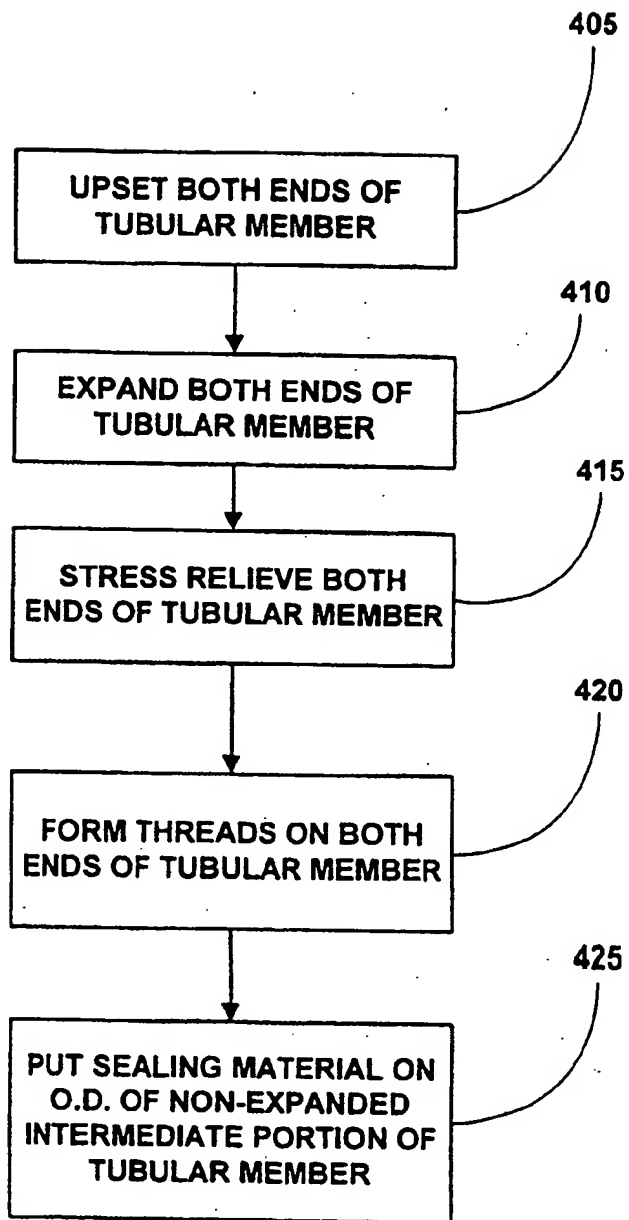 405
UPSET BOTH ENDS OF
TUBULAR MEMBER
410
EXPAND BOTH ENDS OF
TUBULAR MEMBER
415
STRESS RELIEVE BOTH
ENDS OF TUBULAR MEMBER
420
FORM THREADS ON BOTH
ENDS OF TUBULAR MEMBER
425
PUT SEALING MATERIAL ON
O.D. OF NON-EXPANDED
INTERMEDIATE PORTION OF
TUBULAR MEMBER